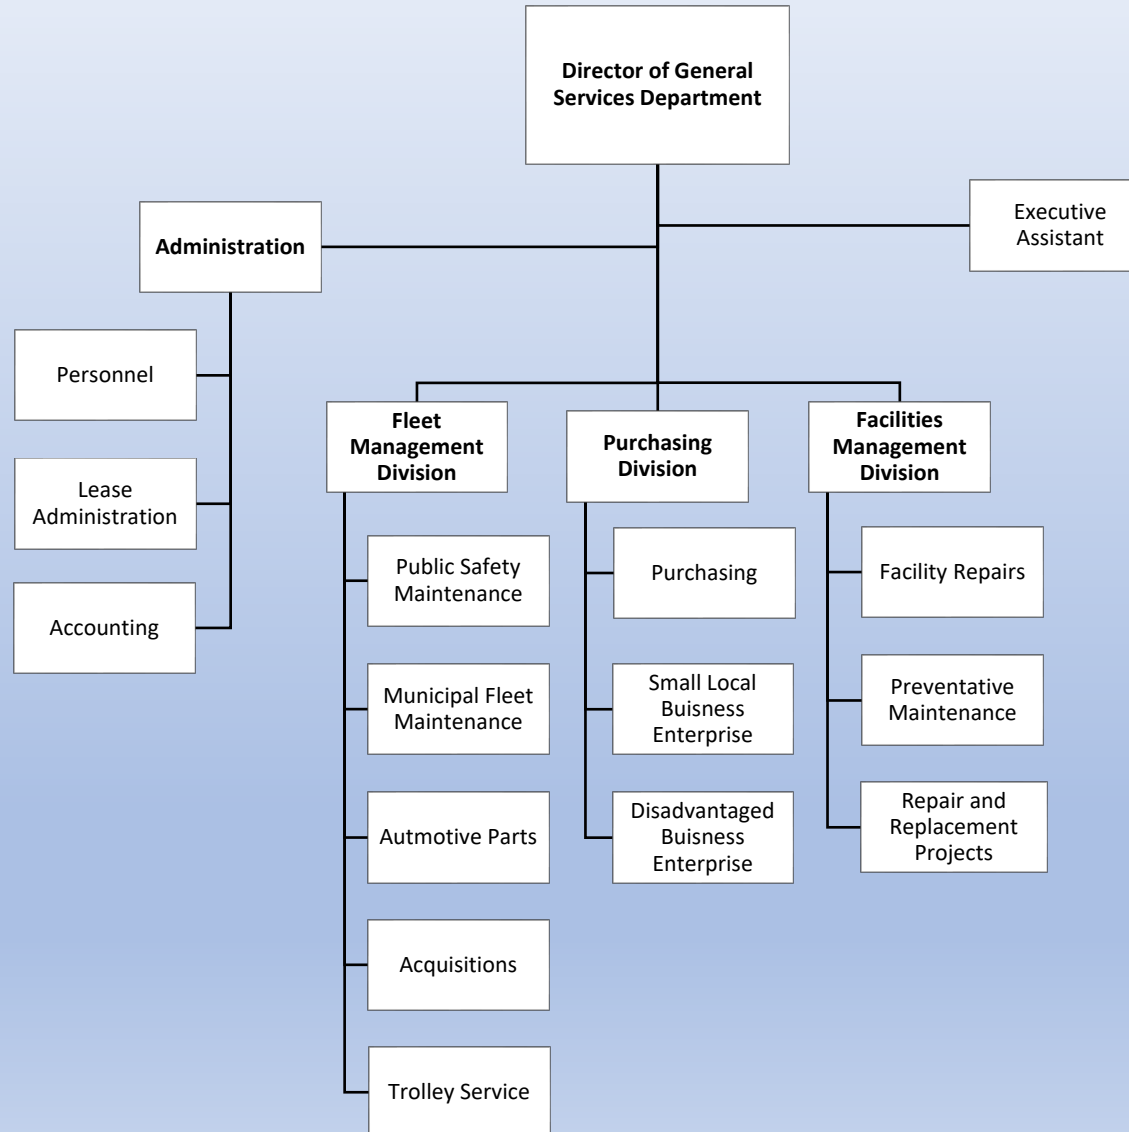 Director of General
Services Department
Executive
Assistant
Administration
Personnel
Lease
Administration
Accounting
Fleet
Management
Division
Public Safety
Maintenance
Municipal Fleet
Maintenance
Autmotive Parts
Acquisitions
Trolley Service
Purchasing
Division
Purchasing
Small Local
Buisness
Enterprise
Disadvantaged
Buisness
Enterprise
Facilities
Management
Division
Facility Repairs
Preventative
Maintenance
Repair and
Replacement
Projects